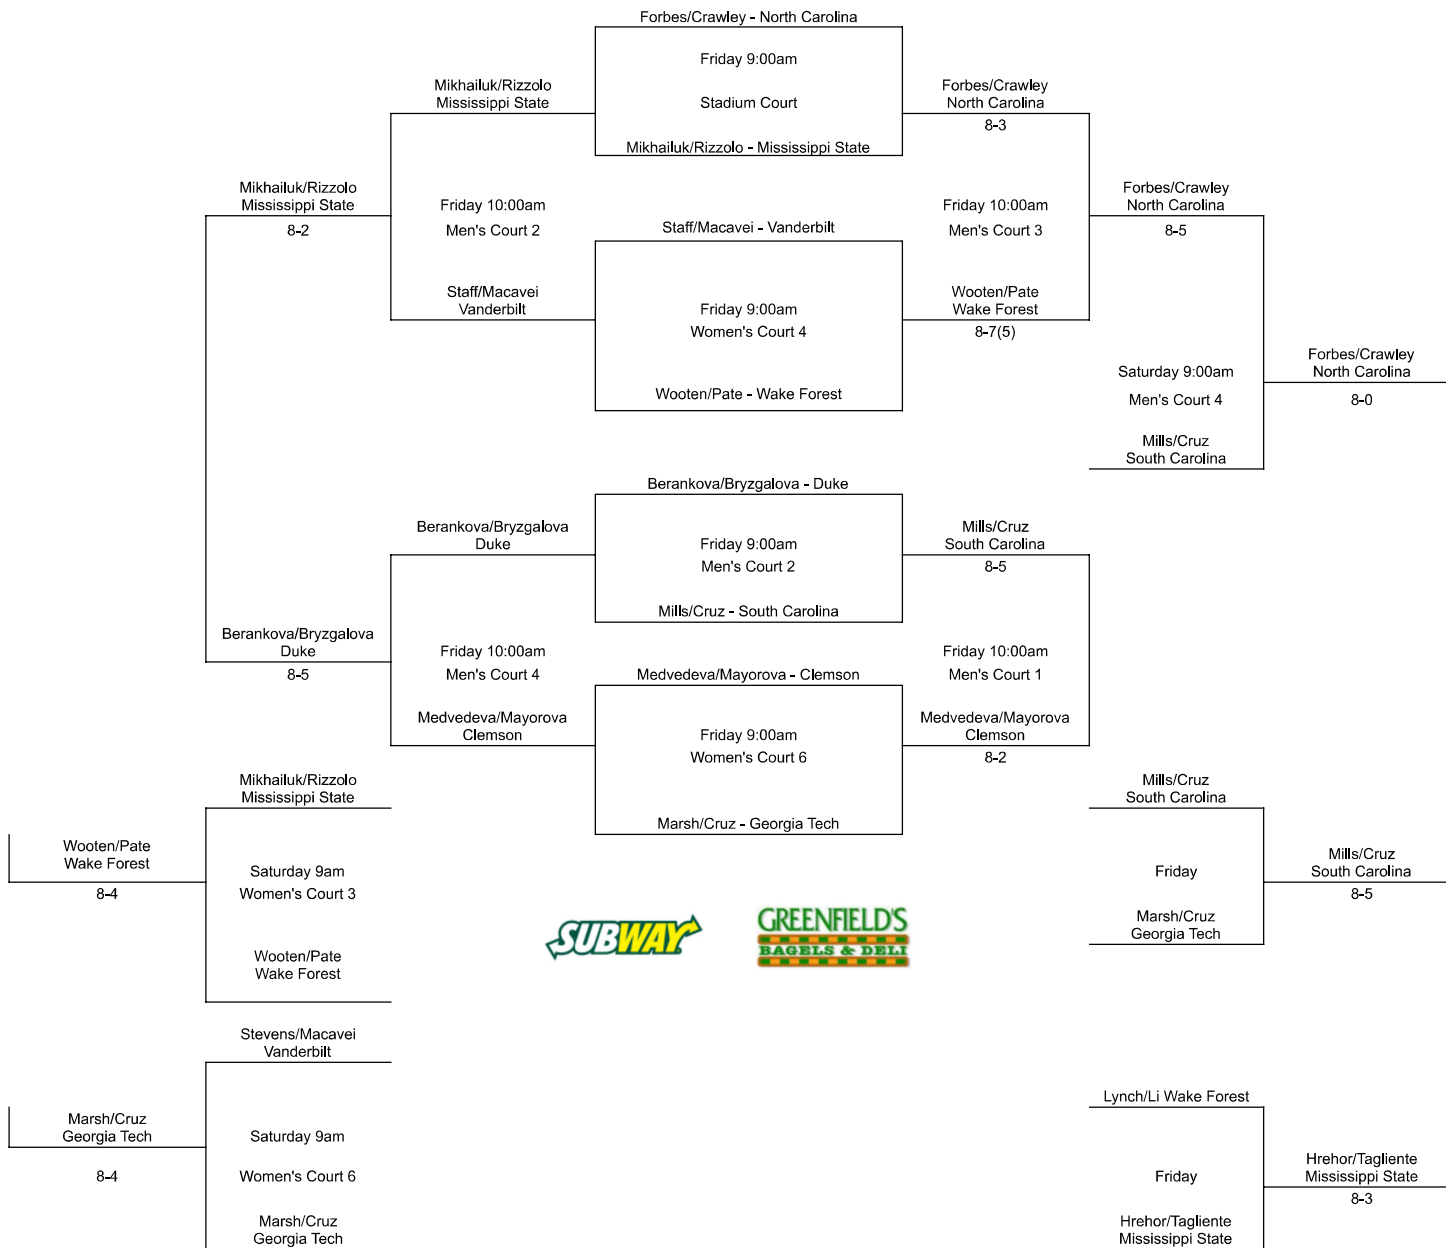 Forbes/Crawley - North Carolina
Friday 9:00am
Stadium Court
Mikhailuk/Rizzolo - Mississippi State
Mikhailuk/Rizzolo
Mississippi State
Forbes/Crawley
North Carolina
8-3
Mikhailuk/Rizzolo
Mississippi State
8-2
Friday 10:00am
Men's Court 2
Staff/Macavei - Vanderbilt
Friday 10:00am
Men's Court 3
Forbes/Crawley
North Carolina
8-5
Staff/Macavei
Vanderbilt
Friday 9:00am
Women's Court 4
Wooten/Pate
Wake Forest
8-7(5)
Wooten/Pate - Wake Forest
Saturday 9:00am
Men's Court 4
Forbes/Crawley
North Carolina
8-0
Mills/Cruz
South Carolina
Berankova/Bryzgalova - Duke
Berankova/Bryzgalova
Duke
Friday 9:00am
Men's Court 2
Mills/Cruz
South Carolina
8-5
Mills/Cruz - South Carolina
Berankova/Bryzgalova
Duke
8-5
Friday 10:00am
Men's Court 4
Medvedeva/Mayorova - Clemson
Friday 10:00am
Men's Court 1
Medvedeva/Mayorova
Clemson
Friday 9:00am
Women's Court 6
Medvedeva/Mayorova
Clemson
8-2
Marsh/Cruz - Georgia Tech
Mikhailuk/Rizzolo
Mississippi State
Wooten/Pate
Wake Forest
8-4
Saturday 9am
Women's Court 3
Wooten/Pate
Wake Forest
SUBWAY
GREENFIELD'S
BAGELS & DELI
Mills/Cruz
South Carolina
Friday
Mills/Cruz
South Carolina
8-5
Marsh/Cruz
Georgia Tech
Stevens/Macavei
Vanderbilt
Marsh/Cruz
Georgia Tech
8-4
Saturday 9am
Women's Court 6
Marsh/Cruz
Georgia Tech
Lynch/Li Wake Forest
Friday
Hrehor/Tagliente
Mississippi State
8-3
Hrehor/Tagliente
Mississippi State